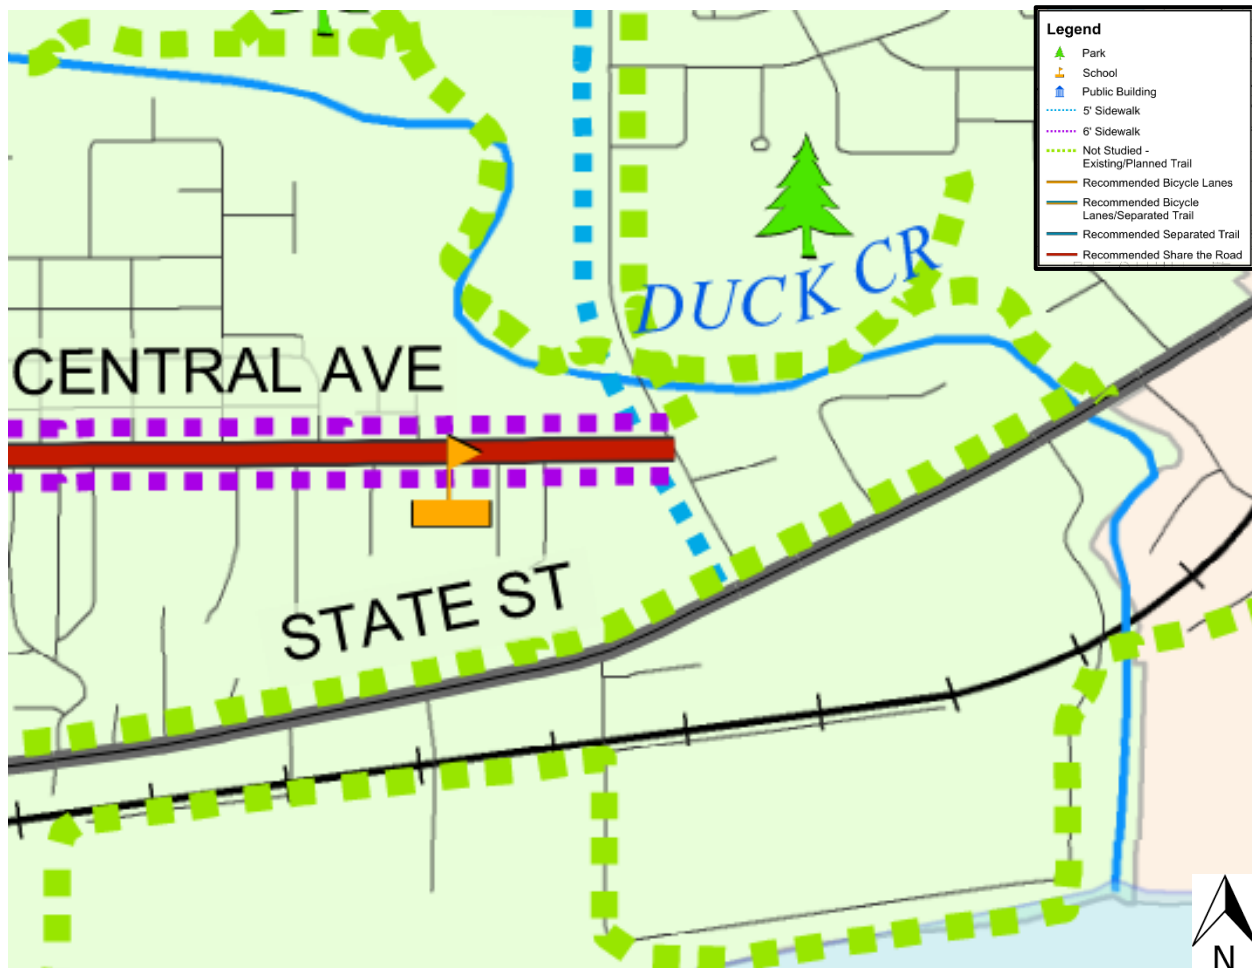 Legend
Park
School
Public Building
5' Sidewalk
6' Sidewalk
Not Studied -
Existing/Planned Trail
Recommended Bicycle Lanes
Recommended Bicycle
Lanes/Separated Trail
Recommended Separated Trail
Recommended Share the Road
DUCK CR
CENTRAL AVE
STATE ST
N